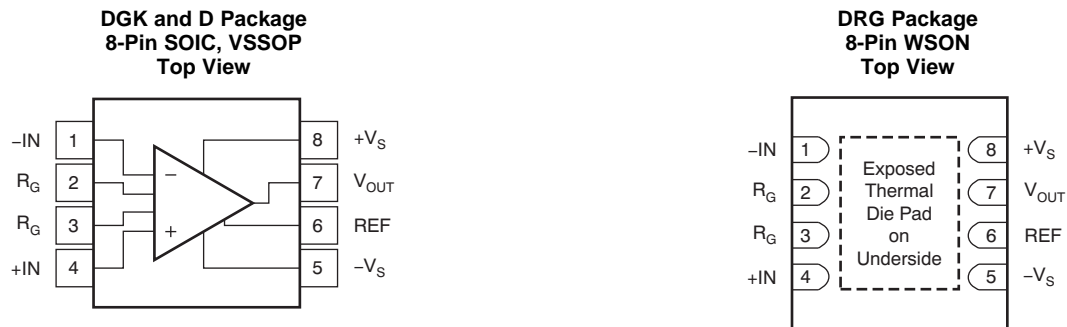 DGK and D Package
8-Pin SOIC, VSSOP
Top View
–IN 1 8 +VS
RG 2 7 VOUT
RG 3 6 REF
+IN 4 5 –VS
–
+
DRG Package
8-Pin WSON
Top View
–IN 1 8 +VS
RG 2 7 VOUT
RG 3 6 REF
+IN 4 5 –VS
Exposed
Thermal
Die Pad
on
Underside